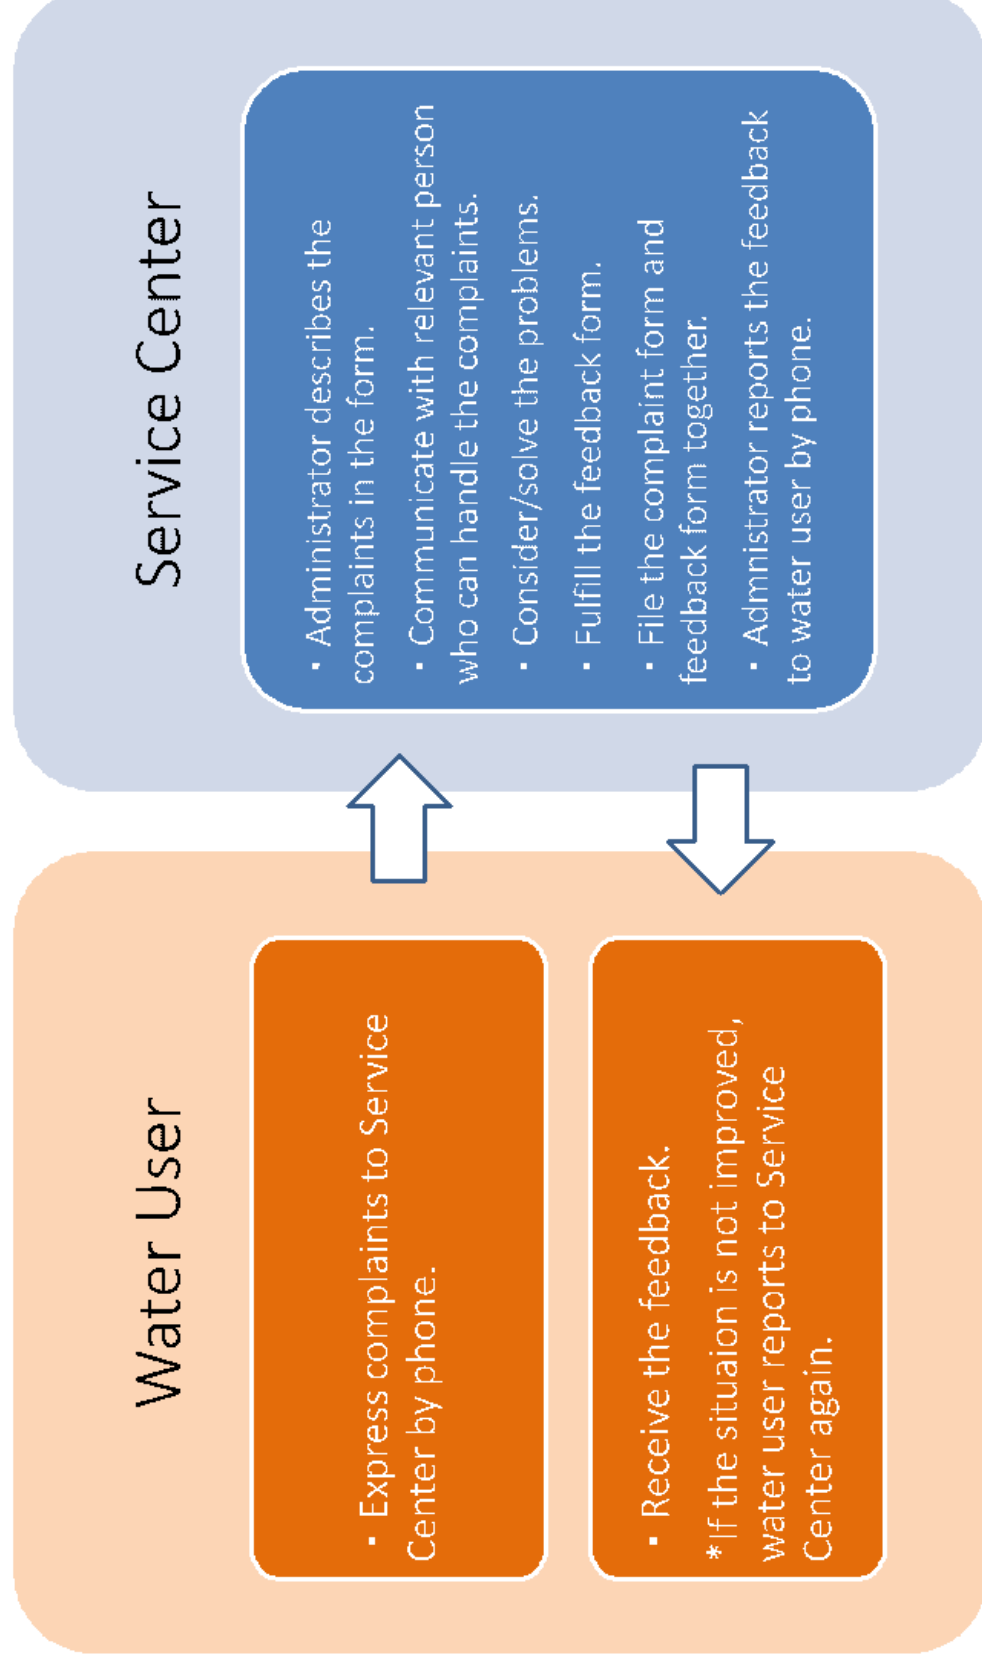 Water User
• Express complaints to Service
Center by phone.
• Receive the feedback.
*If the situaion is not improved,
water user reports to Service
Center again.
Service Center
• Administrator describes the
complaints in the form.
• Communicate with relevant person
who can handle the complaints.
• Consider/solve the problems.
• Fulfill the feedback form.
• File the complaint form and
feedback form together.
• Admnistrator reports the feedback
to water user by phone.